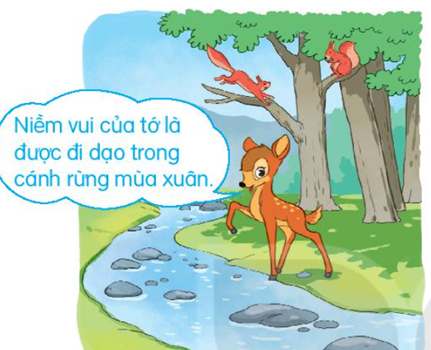 Niềm vui của tớ là
được đi dạo trong
cánh rừng mùa xuân.